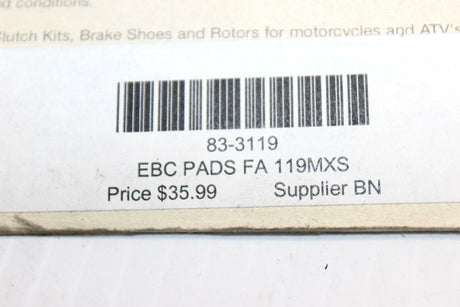 d conditions.
Clutch Kits, Brake Shoes and Rotors for motorcycles and ATV's
83-3119
EBC PADS FA 119MXS
Price $35.99 Supplier BN